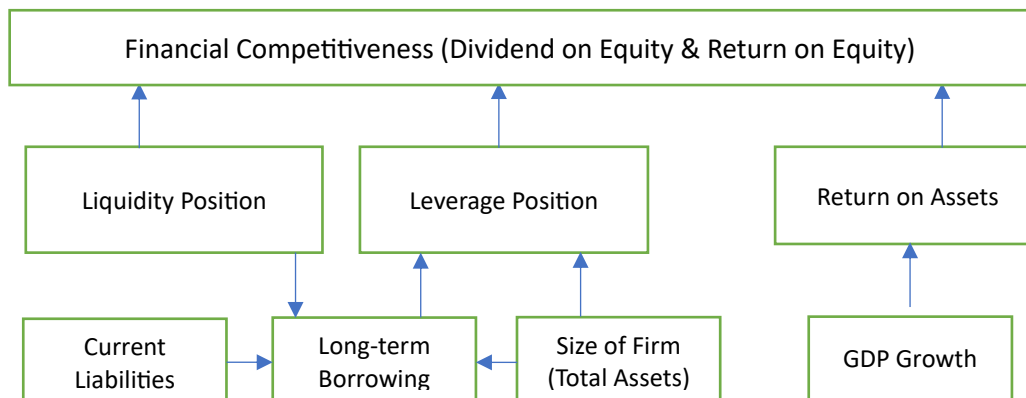 Financial Competitiveness (Dividend on Equity & Return on Equity)
Liquidity Position
Leverage Position
Return on Assets
Current
Liabilities
Long-term
Borrowing
Size of Firm
(Total Assets)
GDP Growth